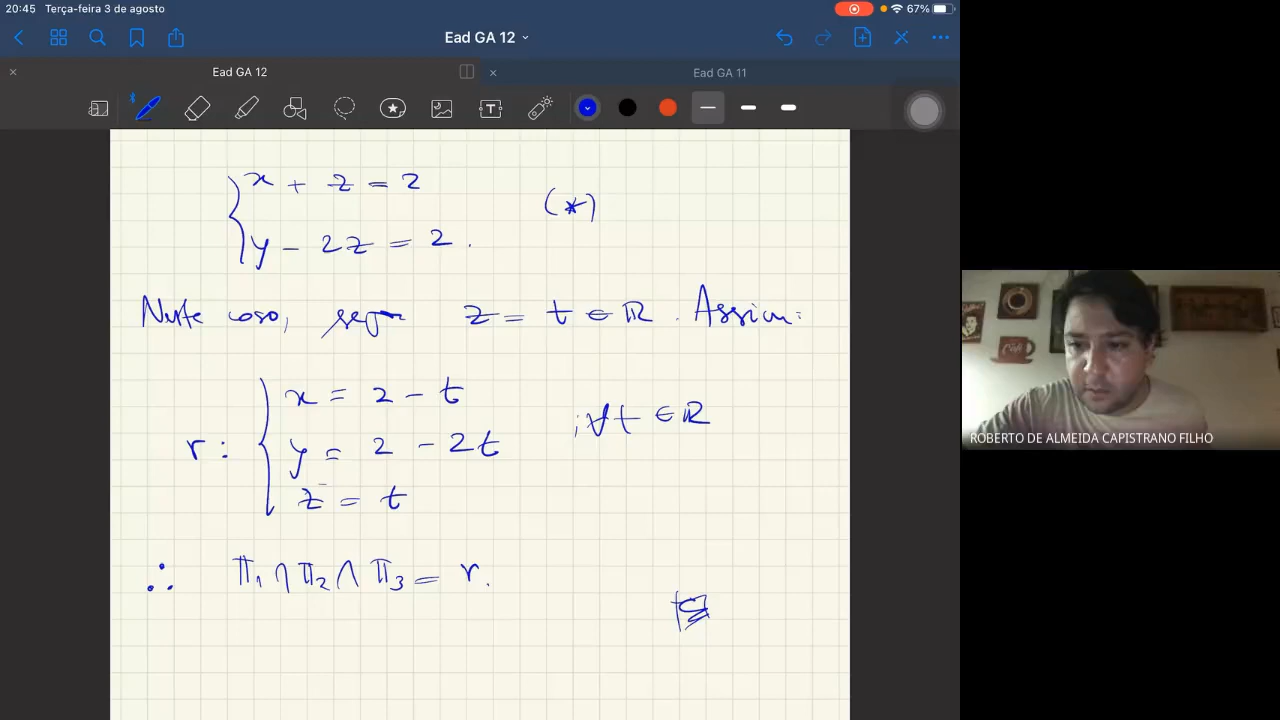 20:45 Terça-feira 3 de agosto
67%
Ead GA 12
Ead GA 12
Ead GA 11
x + z = 2
(*)
y - 2z = 2.
Neste caso, seja z = t ∈ ℝ. Assim:
x = 2 - t
r: y = 2 - 2t ; ∀t ∈ ℝ
z = t
∴ π₁ ∩ π₂ ∩ π₃ = r.
ROBERTO DE ALMEIDA CAPISTRANO FILHO